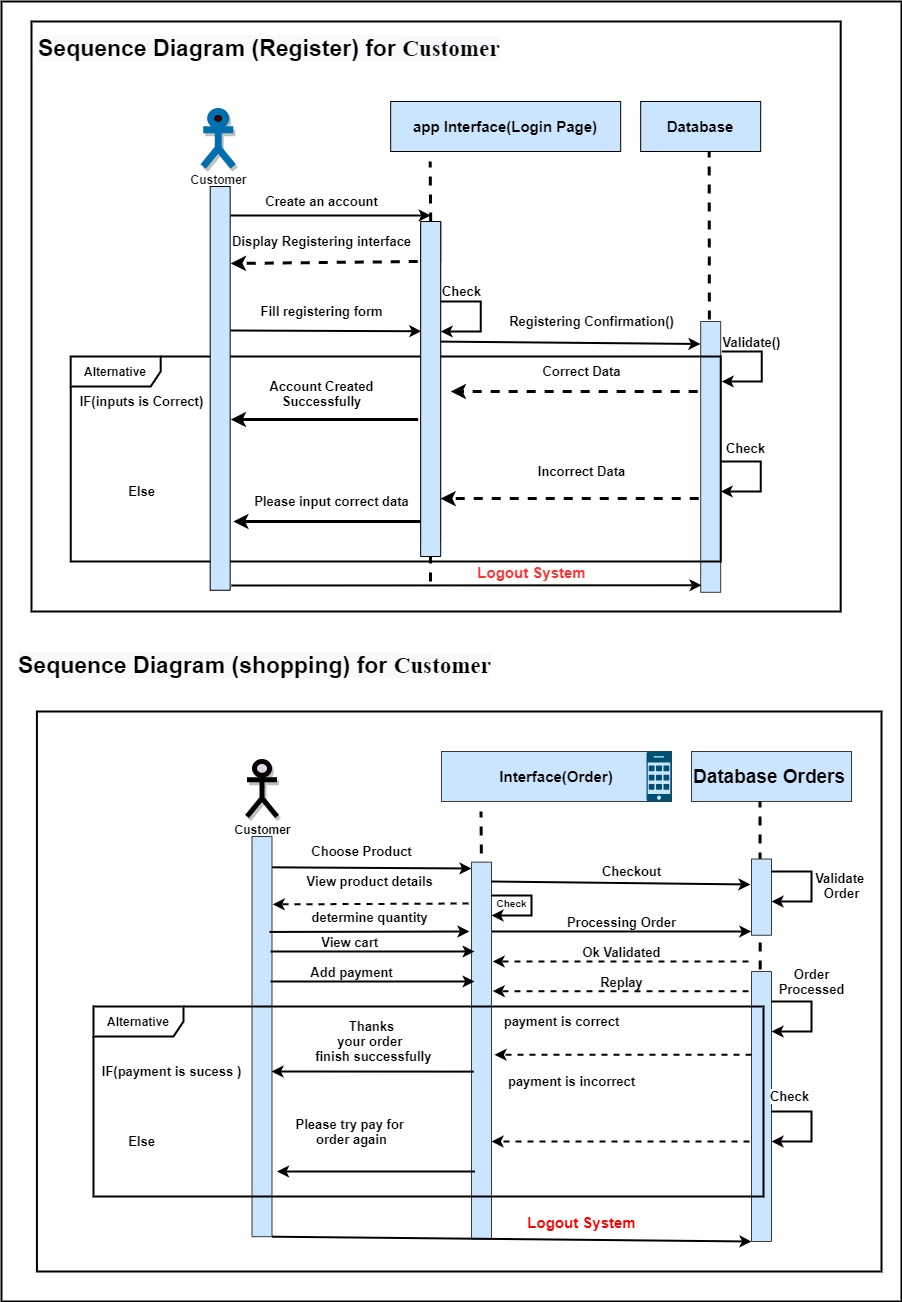 Sequence Diagram (Register) for Customer
app Interface(Login Page)
Database
Customer
Create an account
Display Registering interface
Check
Fill registering form
Registering Confirmation()
Validate()
Alternative
Correct Data
Account Created
Successfully
IF(inputs is Correct)
Check
Incorrect Data
Else
Please input correct data
Logout System
Sequence Diagram (shopping) for Customer
Interface(Order)
Database Orders
Customer
Choose Product
Checkout
View product details
Validate
Order
Check
determine quantity
Processing Order
View cart
Ok Validated
Add payment
Replay
Order
Processed
Alternative
Thanks
your order
finish successfully
payment is correct
IF(payment is sucess )
payment is incorrect
Check
Please try pay for
order again
Else
Logout System